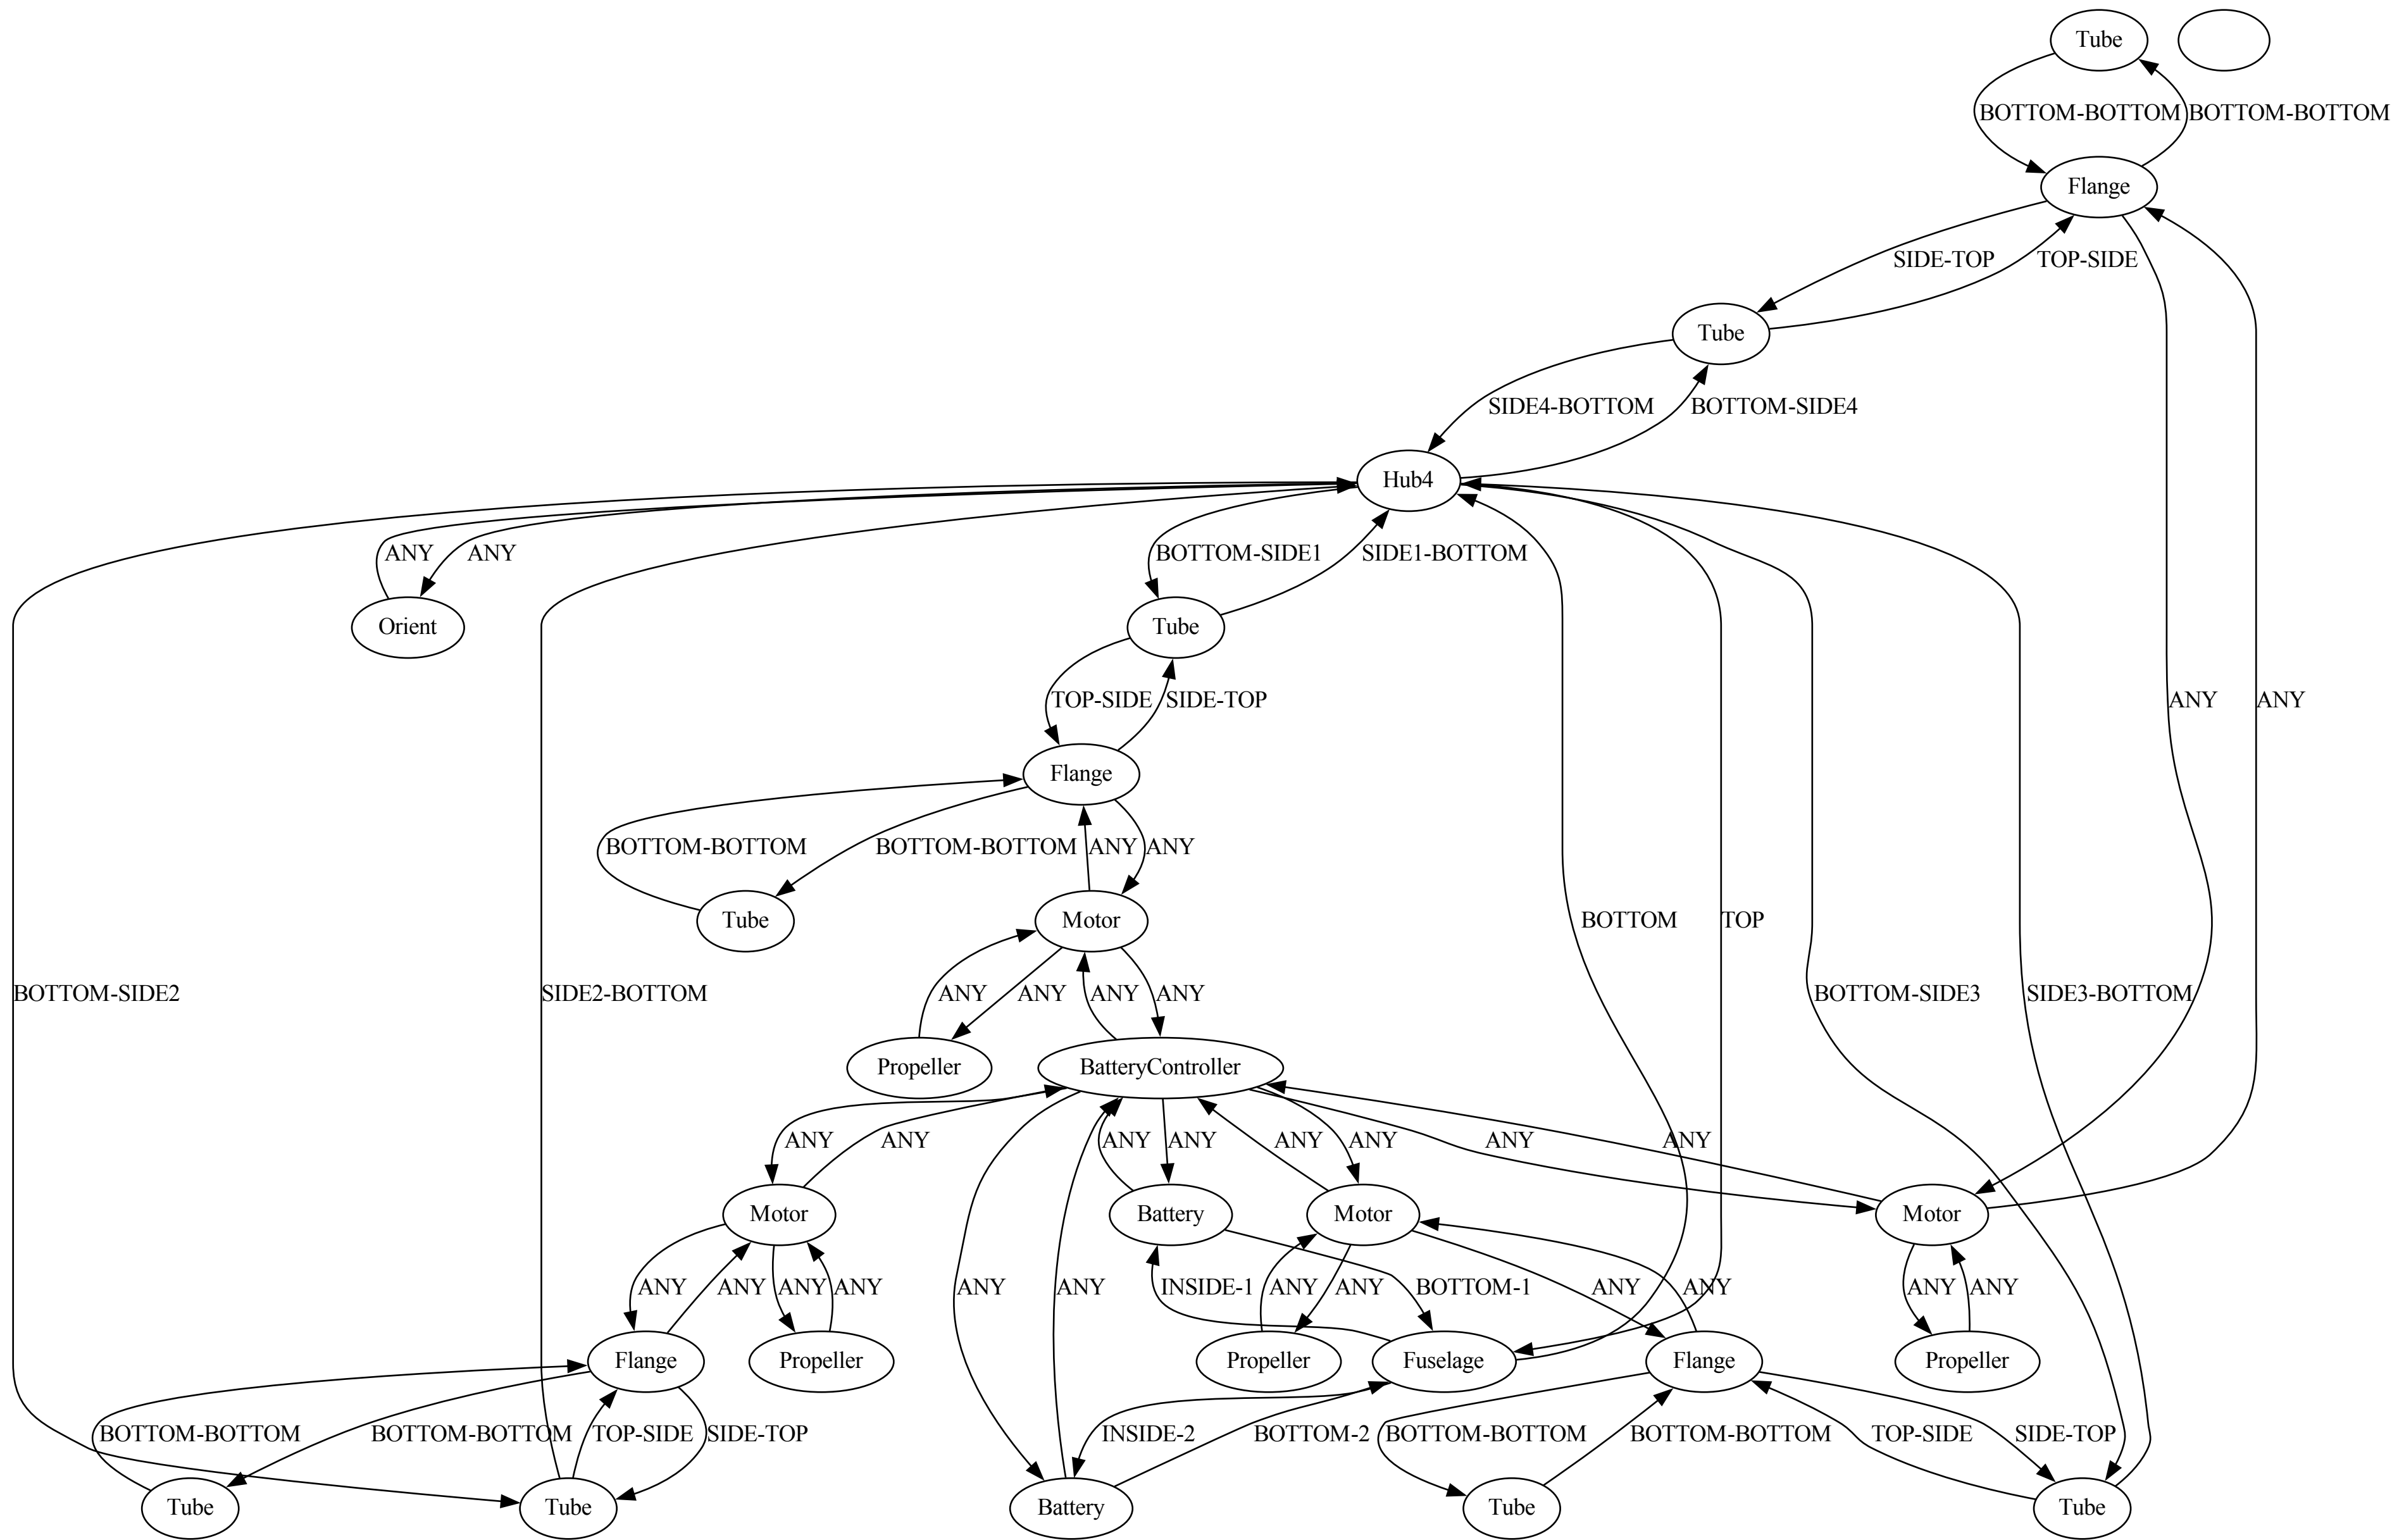 Tube
BOTTOM-BOTTOM
BOTTOM-BOTTOM
Flange
SIDE-TOP
TOP-SIDE
Tube
SIDE4-BOTTOM
BOTTOM-SIDE4
Hub4
ANY
ANY
BOTTOM-SIDE1
SIDE1-BOTTOM
Orient
Tube
TOP-SIDE
SIDE-TOP
ANY
ANY
Flange
BOTTOM-BOTTOM
BOTTOM-BOTTOM
ANY
ANY
Tube
Motor
BOTTOM
TOP
BOTTOM-SIDE2
SIDE2-BOTTOM
ANY
ANY
ANY
ANY
BOTTOM-SIDE3
SIDE3-BOTTOM
Propeller
BatteryController
ANY
ANY
ANY
ANY
ANY
ANY
ANY
ANY
Motor
Battery
Motor
Motor
ANY
ANY
ANY
ANY
ANY
ANY
INSIDE-1
ANY
ANY
BOTTOM-1
ANY
ANY
ANY
ANY
Flange
Propeller
Propeller
Fuselage
Flange
Propeller
BOTTOM-BOTTOM
BOTTOM-BOTTOM
TOP-SIDE
SIDE-TOP
INSIDE-2
BOTTOM-2
BOTTOM-BOTTOM
BOTTOM-BOTTOM
TOP-SIDE
SIDE-TOP
Tube
Tube
Battery
Tube
Tube